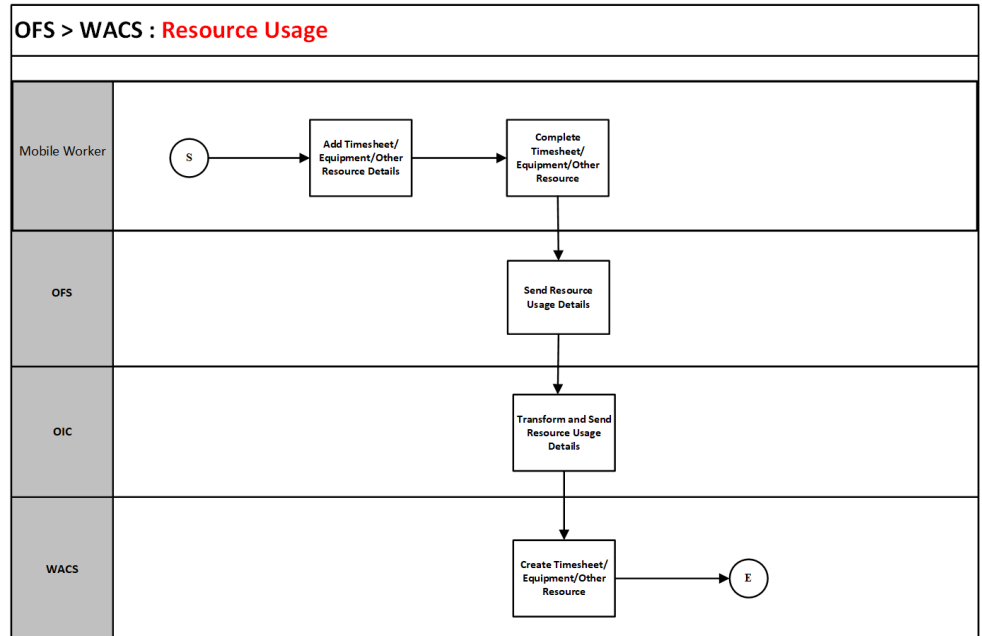 OFS > WACS : Resource Usage
Mobile Worker
S
Add Timesheet/
Equipment/Other
Resource Details
Complete
Timesheet/
Equipment/Other
Resource
OFS
Send Resource
Usage Details
OIC
Transform and Send
Resource Usage
Details
WACS
Create Timesheet/
Equipment/Other
Resource
E